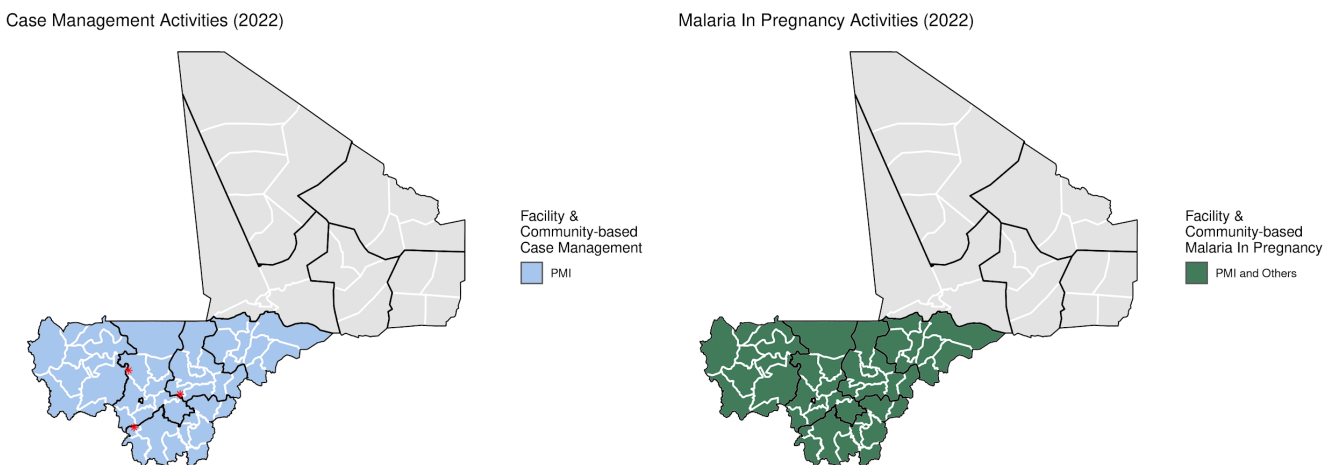 Case Management Activities (2022)
Facility &
Community-based
Case Management
PMI
Malaria In Pregnancy Activities (2022)
Facility &
Community-based
Malaria In Pregnancy
PMI and Others